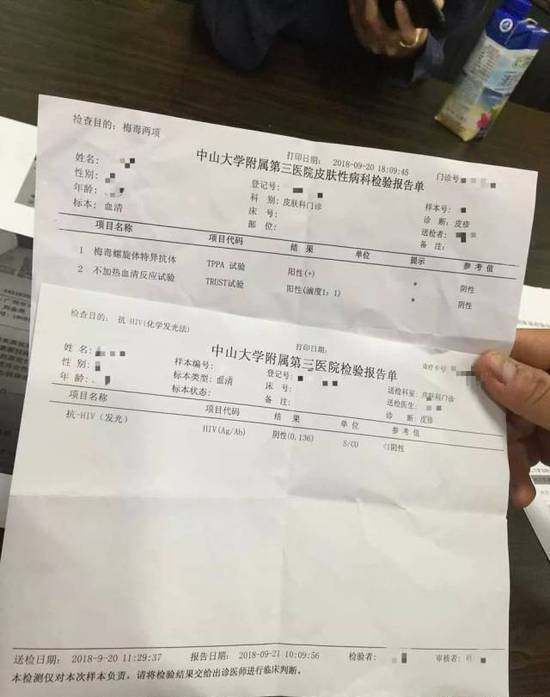 检查目的: 梅毒两项
打印日期: 2018-09-20 18:09:45
门诊号
中山大学附属第三医院皮肤性病科检验报告单
姓名:
性别:
年龄:
标本: 血清
登记号:
科 别: 皮肤科门诊
床 号:
部 位:
样本号:
诊 断: 皮疹
送检者:
备 注:
项目名称 项目代码 结 果 单位 提示 参 考 值
1 梅毒螺旋体特异抗体 TPPA 试验 阳性(+) * 阴性
2 不加热血清反应试验 TRUST试验 阳性(滴度1: 1) * 阴性
检查目的: 抗-HIV(化学发光法)
打印日期:
中山大学附属第三医院检验报告单
诊疗卡号:
姓 名:
性 别:
年 龄:
样本编号:
标本类型: 血清
标本状态:
登记号:
床 号:
备 注:
送检科室: 皮肤科门诊
送检医生:
诊 断: 皮疹
项目名称 项目代码 结 果 单 位 参 考 值
抗-HIV (发光) HIV(Ag/Ab) 阴性(0.136) S/CO <1阴性
送检日期: 2018-9-20 11:29:37 报告日期: 2018-09-21 10:09:56 检验者: 审核者:
本检测仅对本次样本负责, 请将检验结果交给出诊医师进行临床判断。